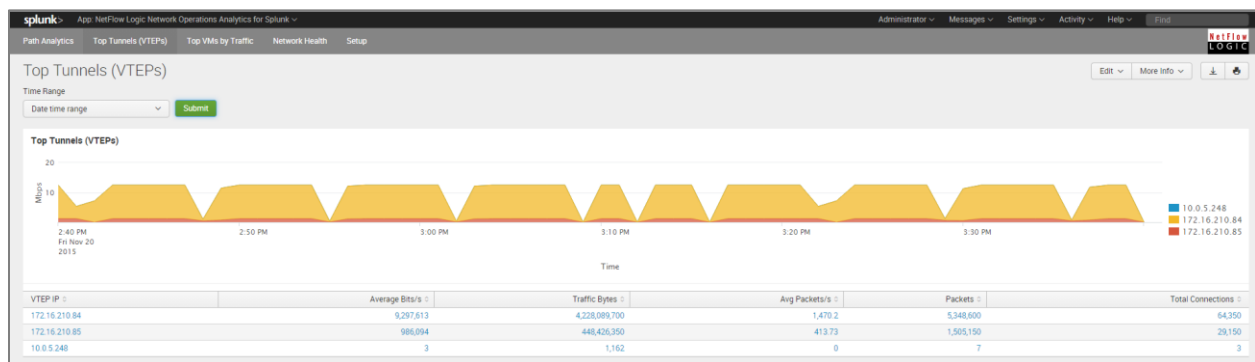 splunk> App: NetFlow Logic Network Operations Analytics for Splunk Administrator Messages Settings Activity Help Find
Path Analytics Top Tunnels (VTEPs) Top VMs by Traffic Network Health Setup NetFlow
LOGIC
Top Tunnels (VTEPs) Edit More Info
Time Range
Date time range Submit
Top Tunnels (VTEPs)
20
Mbps
10
10.0.5.248
172.16.210.84
172.16.210.85
2:40 PM 2:50 PM 3:00 PM 3:10 PM 3:20 PM 3:30 PM
Fri Nov 20
2015
Time
VTEP IP Average Bits/s Traffic Bytes Avg Packets/s Packets Total Connections
172.16.210.84 9,297,613 4,228,089,700 1,470.2 5,348,600 64,350
172.16.210.85 986,094 448,426,350 413.73 1,505,150 29,150
10.0.5.248 3 1,162 0 7 3